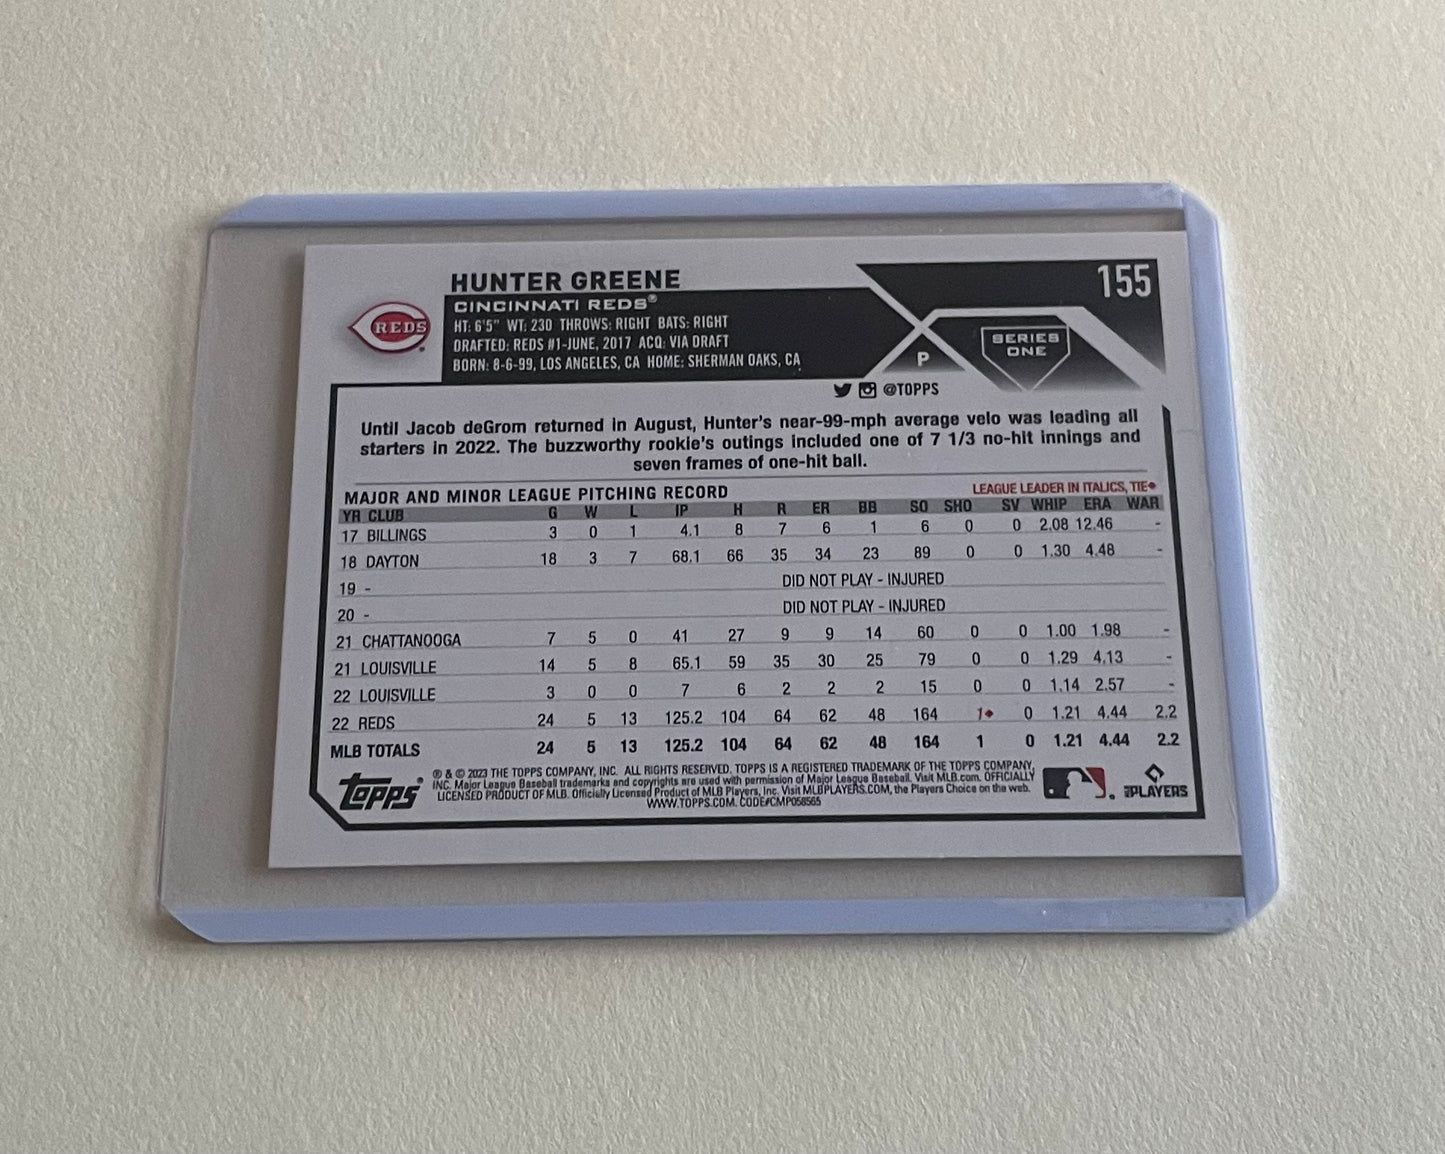 HUNTER GREENE
155
REDS
CINCINNATI REDS®
HT: 6'5" WT: 230 THROWS: RIGHT BATS: RIGHT
DRAFTED: REDS #1-JUNE, 2017 ACQ: VIA DRAFT
BORN: 8-6-99, LOS ANGELES, CA HOME: SHERMAN OAKS, CA
P
SERIES
ONE
@TOPPS
Until Jacob deGrom returned in August, Hunter's near-99-mph average velo was leading all
starters in 2022. The buzzworthy rookie's outings included one of 7 1/3 no-hit innings and
seven frames of one-hit ball.
MAJOR AND MINOR LEAGUE PITCHING RECORD
LEAGUE LEADER IN ITALICS, TIE♦
YR CLUB G W L IP H R ER BB SO SHO SV WHIP ERA WAR
17 BILLINGS 3 0 1 4.1 8 7 6 1 6 0 0 2.08 12.46 -
18 DAYTON 18 3 7 68.1 66 35 34 23 89 0 0 1.30 4.48 -
19 - DID NOT PLAY - INJURED
20 - DID NOT PLAY - INJURED
21 CHATTANOOGA 7 5 0 41 27 9 9 14 60 0 0 1.00 1.98 -
21 LOUISVILLE 14 5 8 65.1 59 35 30 25 79 0 0 1.29 4.13 -
22 LOUISVILLE 3 0 0 7 6 2 2 2 15 0 0 1.14 2.57 -
22 REDS 24 5 13 125.2 104 64 62 48 164 1♦ 0 1.21 4.44 2.2
MLB TOTALS 24 5 13 125.2 104 64 62 48 164 1 0 1.21 4.44 2.2
Topps®
® & © 2023 THE TOPPS COMPANY, INC. ALL RIGHTS RESERVED. TOPPS IS A REGISTERED TRADEMARK OF THE TOPPS COMPANY,
INC. Major League Baseball trademarks and copyrights are used with permission of Major League Baseball. Visit MLB.com. OFFICIALLY
LICENSED PRODUCT OF MLB. Officially Licensed Product of MLB Players, Inc. Visit MLBPLAYERS.COM, the Players Choice on the web.
WWW.TOPPS.COM. CODE#CMP058565
PLAYERS